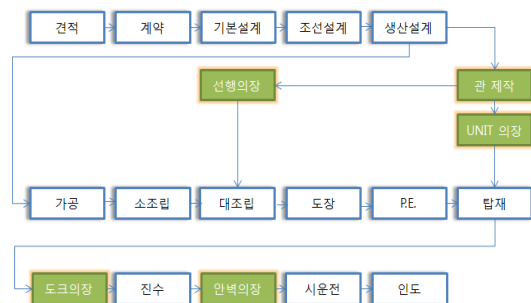 견적
계약
기본설계
조선설계
생산설계
선행의장
관 제작
UNIT 의장
가공
소조립
대조립
도장
P.E.
탑재
도크의장
진수
안벽의장
시운전
인도